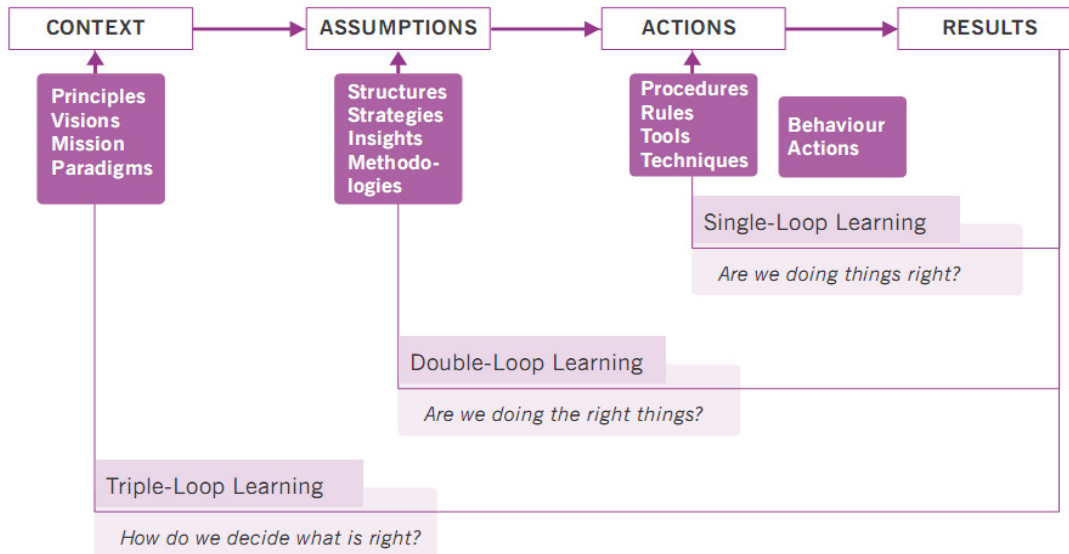 CONTEXT
ASSUMPTIONS
ACTIONS
RESULTS
Principles
Visions
Mission
Paradigms
Structures
Strategies
Insights
Methodo-
logies
Procedures
Rules
Tools
Techniques
Behaviour
Actions
Single-Loop Learning
Are we doing things right?
Double-Loop Learning
Are we doing the right things?
Triple-Loop Learning
How do we decide what is right?